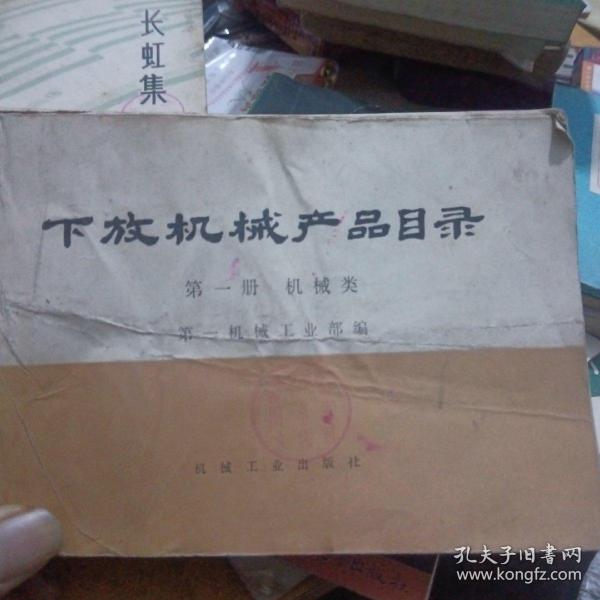 长虹集
下放机械产品目录
第一册 机械类
第一机械工业部编
机械工业出版社
孔夫子旧书网
www.kongfz.com